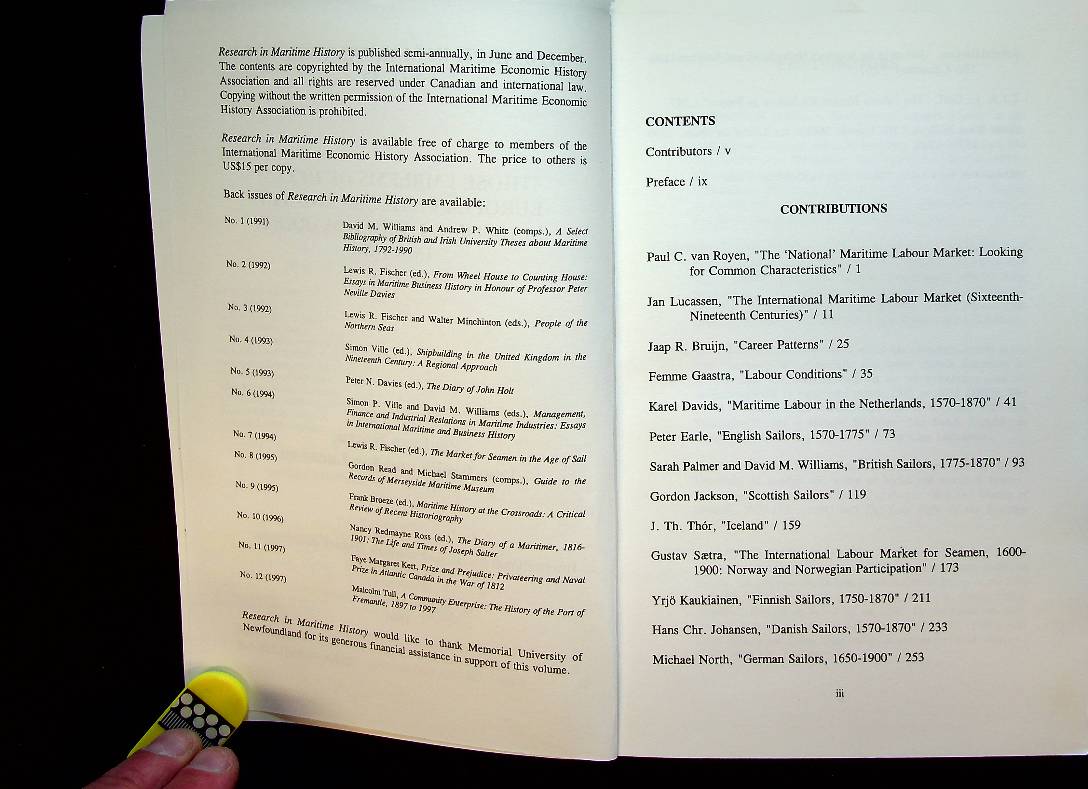 Research in Maritime History is published semi-annually, in June and December.
The contents are copyrighted by the International Maritime Economic History
Association and all rights are reserved under Canadian and international law.
Copying without the written permission of the International Maritime Economic
History Association is prohibited.
Research in Maritime History is available free of charge to members of the
International Maritime Economic History Association. The price to others is
US$15 per copy.
Back issues of Research in Maritime History are available:
No. 1 (1991) David M. Williams and Andrew P. White (comps.), A Select
Bibliography of British and Irish University Theses about Maritime
History, 1792-1990
No. 2 (1992) Lewis R. Fischer (ed.), From Wheel House to Counting House:
Essays in Maritime Business History in Honour of Professor Peter
Neville Davies
No. 3 (1992) Lewis R. Fischer and Walter Minchinton (eds.), People of the
Northern Seas
No. 4 (1993) Simon Ville (ed.), Shipbuilding in the United Kingdom in the
Nineteenth Century: A Regional Approach
No. 5 (1993) Peter N. Davies (ed.), The Diary of John Holt
No. 6 (1994) Simon P. Ville and David M. Williams (eds.), Management,
Finance and Industrial Relations in Maritime Industries: Essays
in International Maritime and Business History
No. 7 (1994) Lewis R. Fischer (ed.), The Market for Seamen in the Age of Sail
No. 8 (1995) Gordon Read and Michael Stammers (comps.), Guide to the
Records of Merseyside Maritime Museum
No. 9 (1995) Frank Broeze (ed.), Maritime History at the Crossroads: A Critical
Review of Recent Historiography
No. 10 (1996) Nancy Redmayne Ross (ed.), The Diary of a Maritimer, 1816-
1901: The Life and Times of Joseph Salter
No. 11 (1997) Faye Margaret Kert, Prize and Prejudice: Privateering and Naval
Prize in Atlantic Canada in the War of 1812
No. 12 (1997) Malcolm Tull, A Community Enterprise: The History of the Port of
Fremantle, 1897 to 1997
Research in Maritime History would like to thank Memorial University of
Newfoundland for its generous financial assistance in support of this volume.
CONTENTS
Contributors / v
Preface / ix
CONTRIBUTIONS
Paul C. van Royen, "The ‘National’ Maritime Labour Market: Looking
for Common Characteristics" / 1
Jan Lucassen, "The International Maritime Labour Market (Sixteenth-
Nineteenth Centuries)" / 11
Jaap R. Bruijn, "Career Patterns" / 25
Femme Gaastra, "Labour Conditions" / 35
Karel Davids, "Maritime Labour in the Netherlands, 1570-1870" / 41
Peter Earle, "English Sailors, 1570-1775" / 73
Sarah Palmer and David M. Williams, "British Sailors, 1775-1870" / 93
Gordon Jackson, "Scottish Sailors" / 119
J. Th. Thór, "Iceland" / 159
Gustav Sætra, "The International Labour Market for Seamen, 1600-
1900: Norway and Norwegian Participation" / 173
Yrjö Kaukiainen, "Finnish Sailors, 1750-1870" / 211
Hans Chr. Johansen, "Danish Sailors, 1570-1870" / 233
Michael North, "German Sailors, 1650-1900" / 253
iii